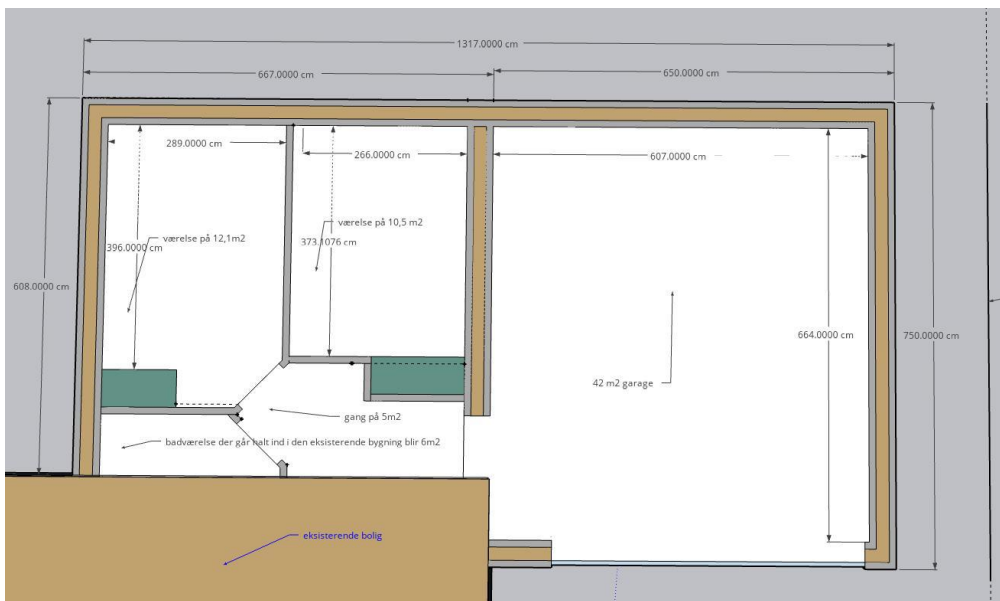 1317.0000 cm
667.0000 cm
650.0000 cm
289.0000 cm
266.0000 cm
607.0000 cm
værelse på 10,5 m2
værelse på 12,1m2
396.0000 cm
373.1076 cm
608.0000 cm
664.0000 cm
750.0000 cm
42 m2 garage
gang på 5m2
badværelse der går halt ind i den eksisterende bygning blir 6m2
eksisterende bolig